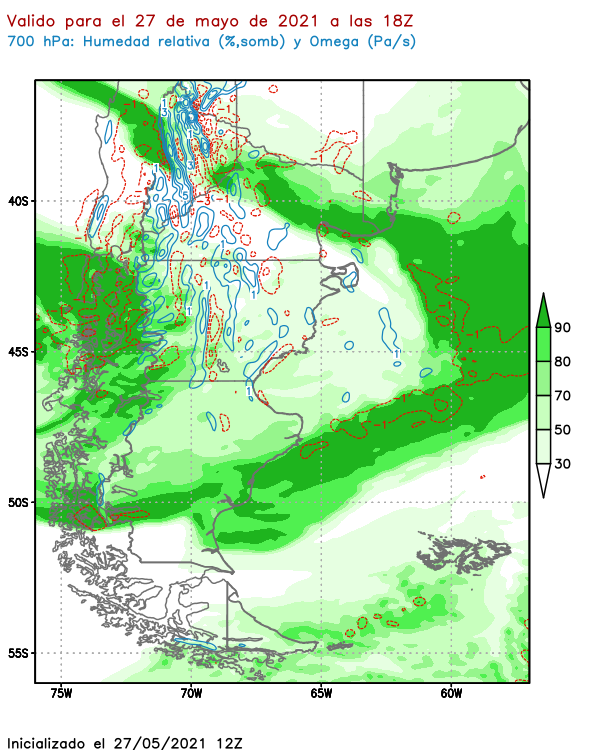 Valido para el 27 de mayo de 2021 a las 18Z
700 hPa: Humedad relativa (%,somb) y Omega (Pa/s)
40S
45S
50S
55S
75W 70W 65W 60W
90
80
70
50
30
Inicializado el 27/05/2021 12Z